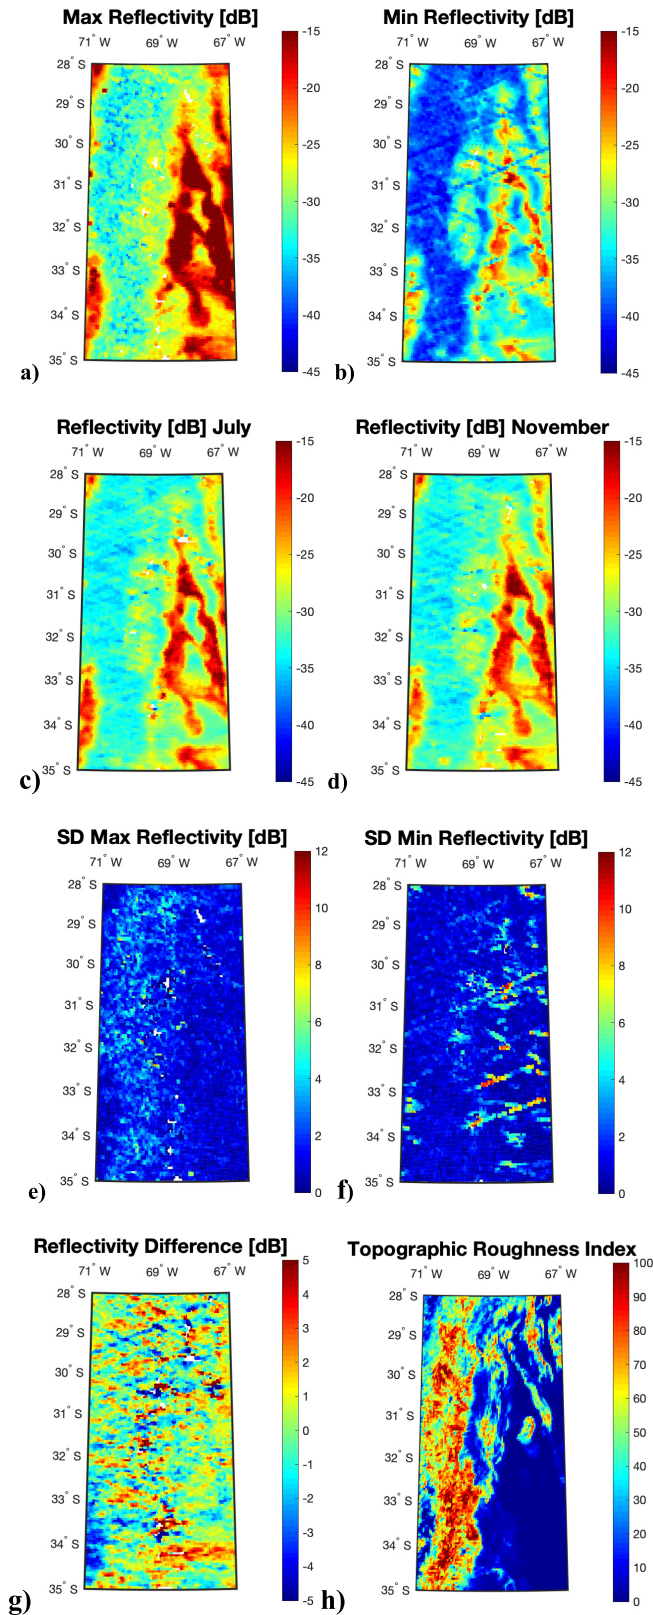 Max Reflectivity [dB]
71° W 69° W 67° W
28° S
29° S
30° S
31° S
32° S
33° S
34° S
35° S
-15
-20
-25
-30
-35
-40
-45
a)
Min Reflectivity [dB]
71° W 69° W 67° W
28° S
29° S
30° S
31° S
32° S
33° S
34° S
35° S
-15
-20
-25
-30
-35
-40
-45
b)
Reflectivity [dB] July
71° W 69° W 67° W
28° S
29° S
30° S
31° S
32° S
33° S
34° S
35° S
-15
-20
-25
-30
-35
-40
-45
c)
Reflectivity [dB] November
71° W 69° W 67° W
28° S
29° S
30° S
31° S
32° S
33° S
34° S
35° S
-15
-20
-25
-30
-35
-40
-45
d)
SD Max Reflectivity [dB]
71° W 69° W 67° W
28° S
29° S
30° S
31° S
32° S
33° S
34° S
35° S
12
10
8
6
4
2
0
e)
SD Min Reflectivity [dB]
71° W 69° W 67° W
28° S
29° S
30° S
31° S
32° S
33° S
34° S
35° S
12
10
8
6
4
2
0
f)
Reflectivity Difference [dB]
71° W 69° W 67° W
28° S
29° S
30° S
31° S
32° S
33° S
34° S
35° S
5
4
3
2
1
0
-1
-2
-3
-4
-5
g)
Topographic Roughness Index
71° W 69° W 67° W
28° S
29° S
30° S
31° S
32° S
33° S
34° S
35° S
100
90
80
70
60
50
40
30
20
10
0
h)